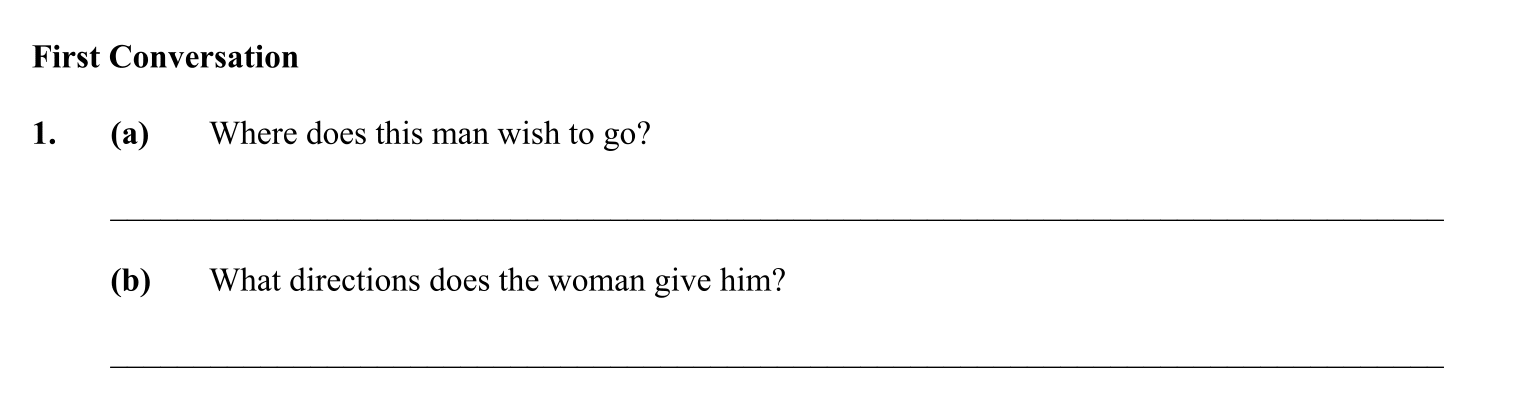 First Conversation
1. (a) Where does this man wish to go?
(b) What directions does the woman give him?